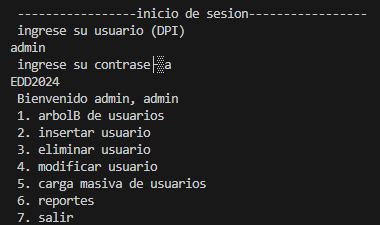 -----------------inicio de sesion-----------------
ingrese su usuario (DPI)
admin
ingrese su contrase├▒a
EDD2024
Bienvenido admin, admin
1. arbolB de usuarios
2. insertar usuario
3. eliminar usuario
4. modificar usuario
5. carga masiva de usuarios
6. reportes
7. salir